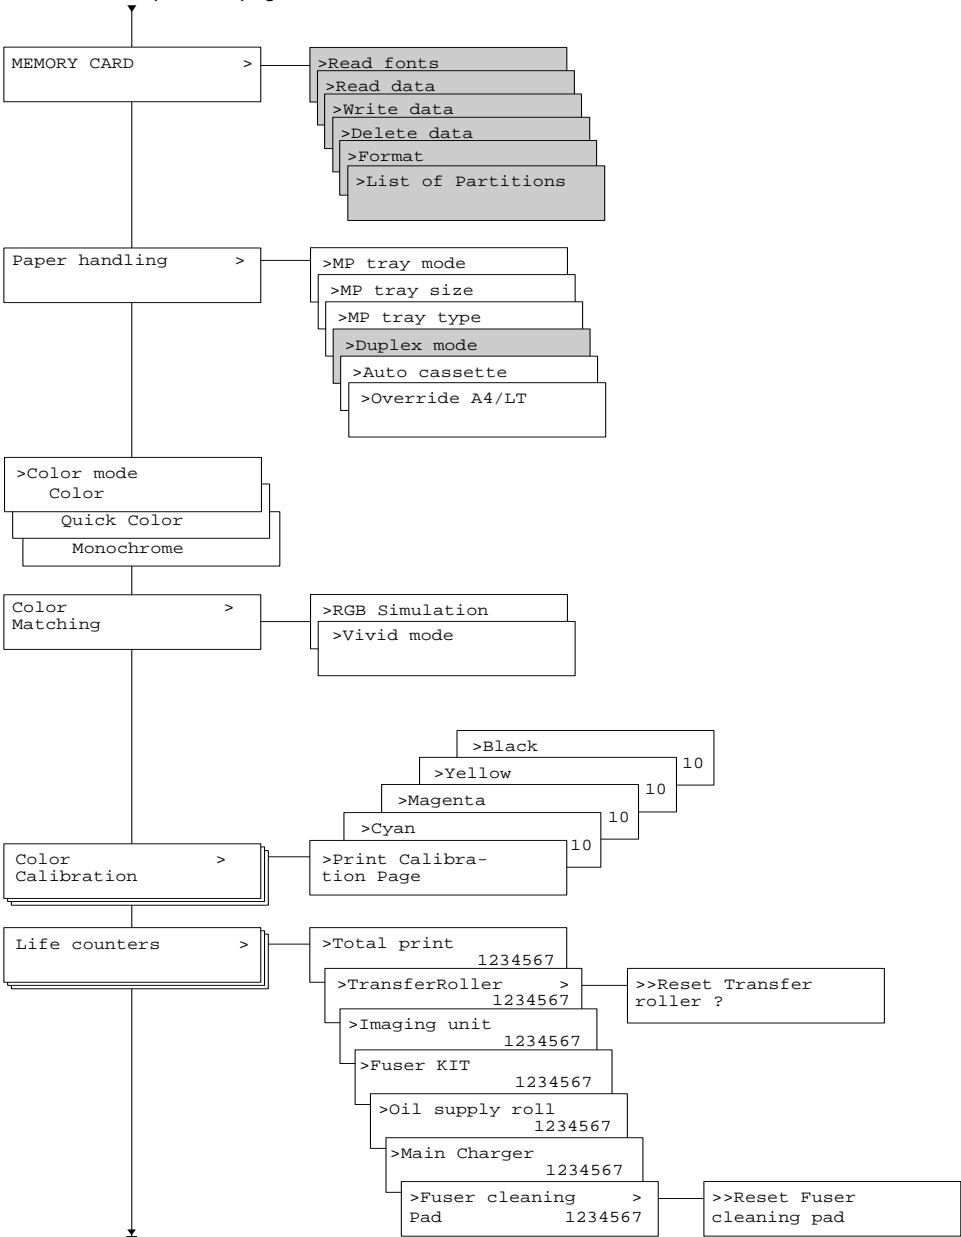 MEMORY CARD >
>Read fonts
>Read data
>Write data
>Delete data
>Format
>List of Partitions
Paper handling >
>MP tray mode
>MP tray size
>MP tray type
>Duplex mode
>Auto cassette
>Override A4/LT
>Color mode
Color
Quick Color
Monochrome
Color >
Matching
>RGB Simulation
>Vivid mode
>Black
10
>Yellow
10
>Magenta
10
>Cyan
10
Color >
Calibration
>Print Calibra-
tion Page
Life counters >
>Total print
1234567
>TransferRoller >
1234567
>>Reset Transfer
roller ?
>Imaging unit
1234567
>Fuser KIT
1234567
>Oil supply roll
1234567
>Main Charger
1234567
>Fuser cleaning >
Pad 1234567
>>Reset Fuser
cleaning pad